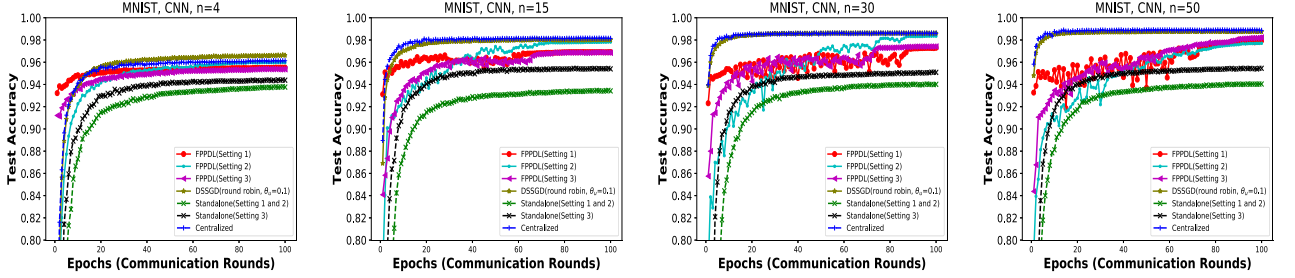 MNIST, CNN, n=4
Test Accuracy
1.00
0.98
0.96
0.94
0.92
0.90
0.88
0.86
0.84
0.82
0.80
FPPDL(Setting 1)
FPPDL(Setting 2)
FPPDL(Setting 3)
DSSGD(round robin, θᵤ=0.1)
Standalone(Setting 1 and 2)
Standalone(Setting 3)
Centralized
0 20 40 60 80 100
Epochs (Communication Rounds)
MNIST, CNN, n=15
Test Accuracy
1.00
0.98
0.96
0.94
0.92
0.90
0.88
0.86
0.84
0.82
0.80
FPPDL(Setting 1)
FPPDL(Setting 2)
FPPDL(Setting 3)
DSSGD(round robin, θᵤ=0.1)
Standalone(Setting 1 and 2)
Standalone(Setting 3)
Centralized
0 20 40 60 80 100
Epochs (Communication Rounds)
MNIST, CNN, n=30
Test Accuracy
1.00
0.98
0.96
0.94
0.92
0.90
0.88
0.86
0.84
0.82
0.80
FPPDL(Setting 1)
FPPDL(Setting 2)
FPPDL(Setting 3)
DSSGD(round robin, θᵤ=0.1)
Standalone(Setting 1 and 2)
Standalone(Setting 3)
Centralized
0 20 40 60 80 100
Epochs (Communication Rounds)
MNIST, CNN, n=50
Test Accuracy
1.00
0.98
0.96
0.94
0.92
0.90
0.88
0.86
0.84
0.82
0.80
FPPDL(Setting 1)
FPPDL(Setting 2)
FPPDL(Setting 3)
DSSGD(round robin, θᵤ=0.1)
Standalone(Setting 1 and 2)
Standalone(Setting 3)
Centralized
0 20 40 60 80 100
Epochs (Communication Rounds)